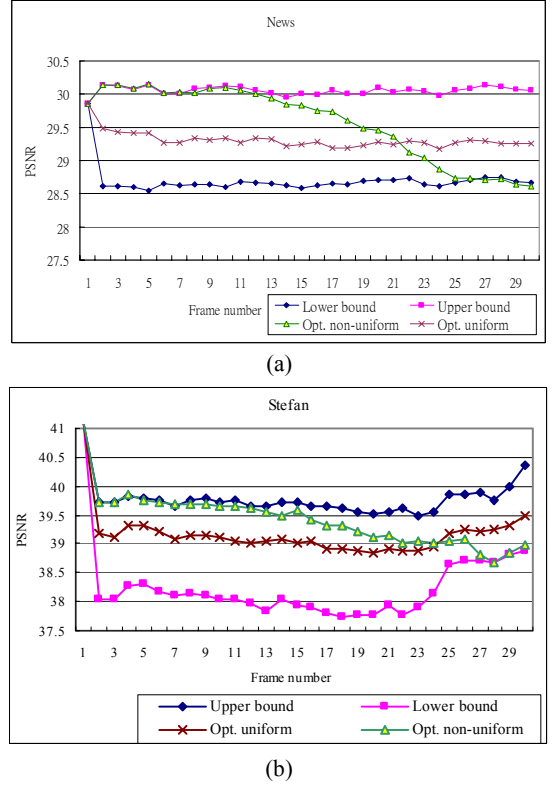 News
30.5
30
29.5
29
28.5
28
27.5
PSNR
1 3 5 7 9 11 13 15 17 19 21 23 25 27 29
Frame number
Lower bound Upper bound
Opt. non-uniform Opt. uniform
(a)
Stefan
41
40.5
40
39.5
39
38.5
38
37.5
PSNR
1 3 5 7 9 11 13 15 17 19 21 23 25 27 29
Frame number
Upper bound Lower bound
Opt. uniform Opt. non-uniform
(b)